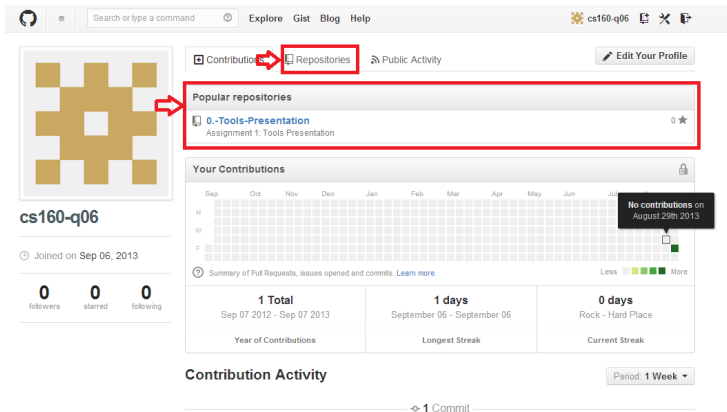 Search or type a command
Explore Gist Blog Help
cs160-q06
Contributions
Repositories
Public Activity
Edit Your Profile
Popular repositories
0.-Tools-Presentation
0
Assignment 1: Tools Presentation
Your Contributions
Sep Oct Nov Dec Jan Feb Mar Apr May Jun
M
W
F
No contributions on
August 29th 2013
Summary of Pull Requests, issues opened and commits. Learn more.
Less More
cs160-q06
Joined on Sep 06, 2013
0 0 0
followers starred following
1 Total
Sep 07 2012 - Sep 07 2013
Year of Contributions
1 days
September 06 - September 06
Longest Streak
0 days
Rock - Hard Place
Current Streak
Contribution Activity
Period: 1 Week
1 Commit